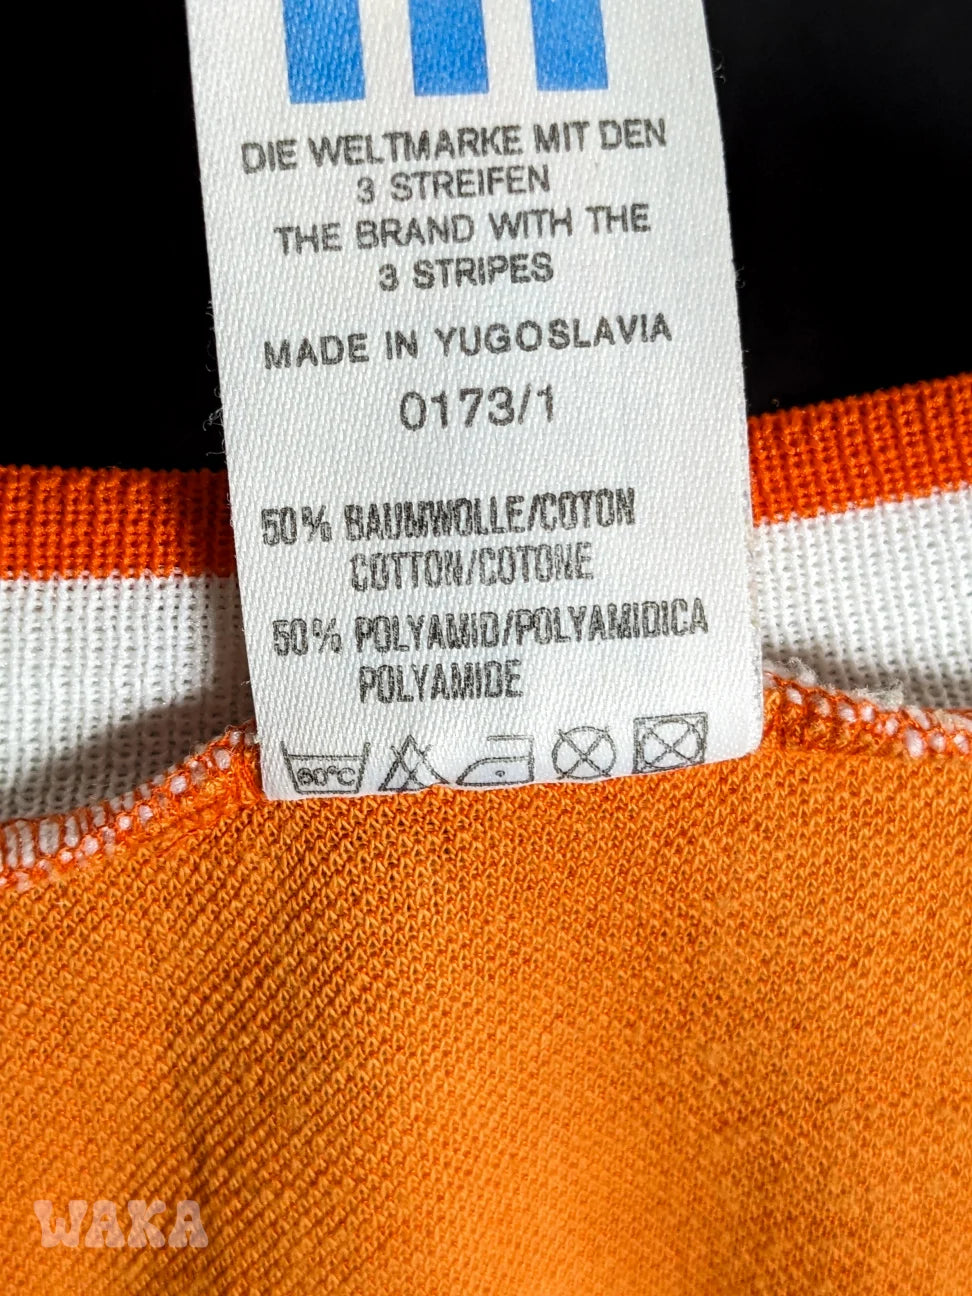 DIE WELTMARKE MIT DEN
3 STREIFEN
THE BRAND WITH THE
3 STRIPES
MADE IN YUGOSLAVIA
0173/1
50% BAUMWOLLE/COTON
COTTON/COTONE
50% POLYAMID/POLYAMIDICA
POLYAMIDE
60°C
WAKA